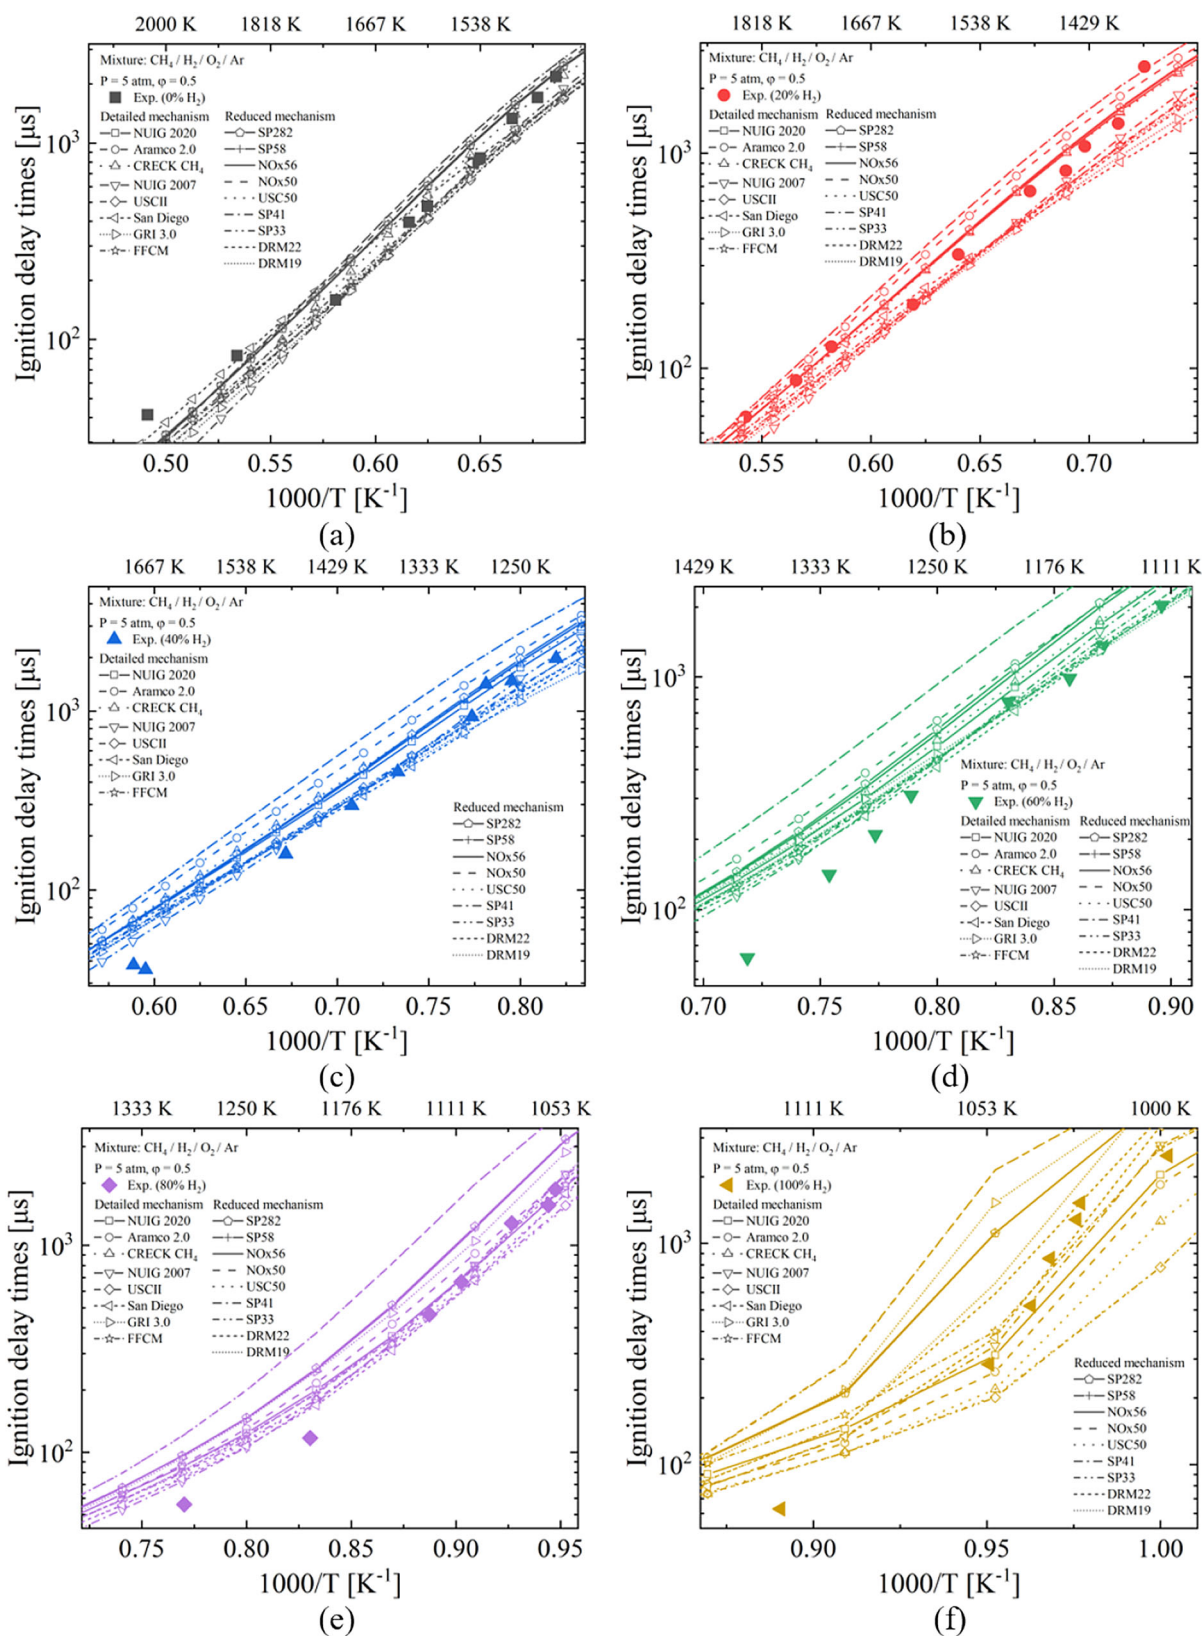 2000 K 1818 K 1667 K 1538 K
Mixture: CH₄ / H₂ / O₂ / Ar
P = 5 atm, φ = 0.5
Exp. (0% H₂)
Detailed mechanism
NUIG 2020
Aramco 2.0
CRECK CH₄
NUIG 2007
USCII
San Diego
GRI 3.0
FFCM
Reduced mechanism
SP282
SP58
NOx56
NOx50
USC50
SP41
SP33
DRM22
DRM19
Ignition delay times [μs]
10³
10²
0.50 0.55 0.60 0.65
1000/T [K⁻¹]
(a)
1818 K 1667 K 1538 K 1429 K
Mixture: CH₄ / H₂ / O₂ / Ar
P = 5 atm, φ = 0.5
Exp. (20% H₂)
Detailed mechanism
NUIG 2020
Aramco 2.0
CRECK CH₄
NUIG 2007
USCII
San Diego
GRI 3.0
FFCM
Reduced mechanism
SP282
SP58
NOx56
NOx50
USC50
SP41
SP33
DRM22
DRM19
Ignition delay times [μs]
10³
10²
0.55 0.60 0.65 0.70
1000/T [K⁻¹]
(b)
1667 K 1538 K 1429 K 1333 K 1250 K
Mixture: CH₄ / H₂ / O₂ / Ar
P = 5 atm, φ = 0.5
Exp. (40% H₂)
Detailed mechanism
NUIG 2020
Aramco 2.0
CRECK CH₄
NUIG 2007
USCII
San Diego
GRI 3.0
FFCM
Reduced mechanism
SP282
SP58
NOx56
NOx50
USC50
SP41
SP33
DRM22
DRM19
Ignition delay times [μs]
10³
10²
0.60 0.65 0.70 0.75 0.80
1000/T [K⁻¹]
(c)
1429 K 1333 K 1250 K 1176 K 1111 K
Mixture: CH₄ / H₂ / O₂ / Ar
P = 5 atm, φ = 0.5
Exp. (60% H₂)
Detailed mechanism
NUIG 2020
Aramco 2.0
CRECK CH₄
NUIG 2007
USCII
San Diego
GRI 3.0
FFCM
Reduced mechanism
SP282
SP58
NOx56
NOx50
USC50
SP41
SP33
DRM22
DRM19
Ignition delay times [μs]
10³
10²
0.70 0.75 0.80 0.85 0.90
1000/T [K⁻¹]
(d)
1333 K 1250 K 1176 K 1111 K 1053 K
Mixture: CH₄ / H₂ / O₂ / Ar
P = 5 atm, φ = 0.5
Exp. (80% H₂)
Detailed mechanism
NUIG 2020
Aramco 2.0
CRECK CH₄
NUIG 2007
USCII
San Diego
GRI 3.0
FFCM
Reduced mechanism
SP282
SP58
NOx56
NOx50
USC50
SP41
SP33
DRM22
DRM19
Ignition delay times [μs]
10³
10²
0.75 0.80 0.85 0.90 0.95
1000/T [K⁻¹]
(e)
1111 K 1053 K 1000 K
Mixture: CH₄ / H₂ / O₂ / Ar
P = 5 atm, φ = 0.5
Exp. (100% H₂)
Detailed mechanism
NUIG 2020
Aramco 2.0
CRECK CH₄
NUIG 2007
USCII
San Diego
GRI 3.0
FFCM
Reduced mechanism
SP282
SP58
NOx56
NOx50
USC50
SP41
SP33
DRM22
DRM19
Ignition delay times [μs]
10³
10²
0.90 0.95 1.00
1000/T [K⁻¹]
(f)